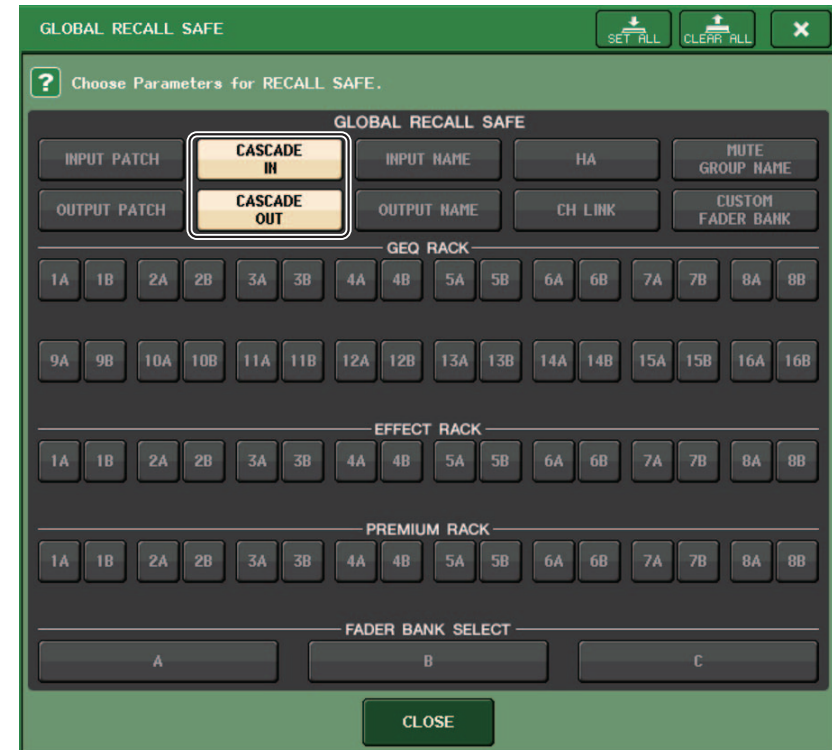 GLOBAL RECALL SAFE
SET ALL
CLEAR ALL
?
Choose Parameters for RECALL SAFE.
GLOBAL RECALL SAFE
INPUT PATCH
CASCADE
IN
INPUT NAME
HA
MUTE
GROUP NAME
OUTPUT PATCH
CASCADE
OUT
OUTPUT NAME
CH LINK
CUSTOM
FADER BANK
GEQ RACK
1A 1B 2A 2B 3A 3B 4A 4B 5A 5B 6A 6B 7A 7B 8A 8B
9A 9B 10A 10B 11A 11B 12A 12B 13A 13B 14A 14B 15A 15B 16A 16B
EFFECT RACK
1A 1B 2A 2B 3A 3B 4A 4B 5A 5B 6A 6B 7A 7B 8A 8B
PREMIUM RACK
1A 1B 2A 2B 3A 3B 4A 4B 5A 5B 6A 6B 7A 7B 8A 8B
FADER BANK SELECT
A B C
CLOSE